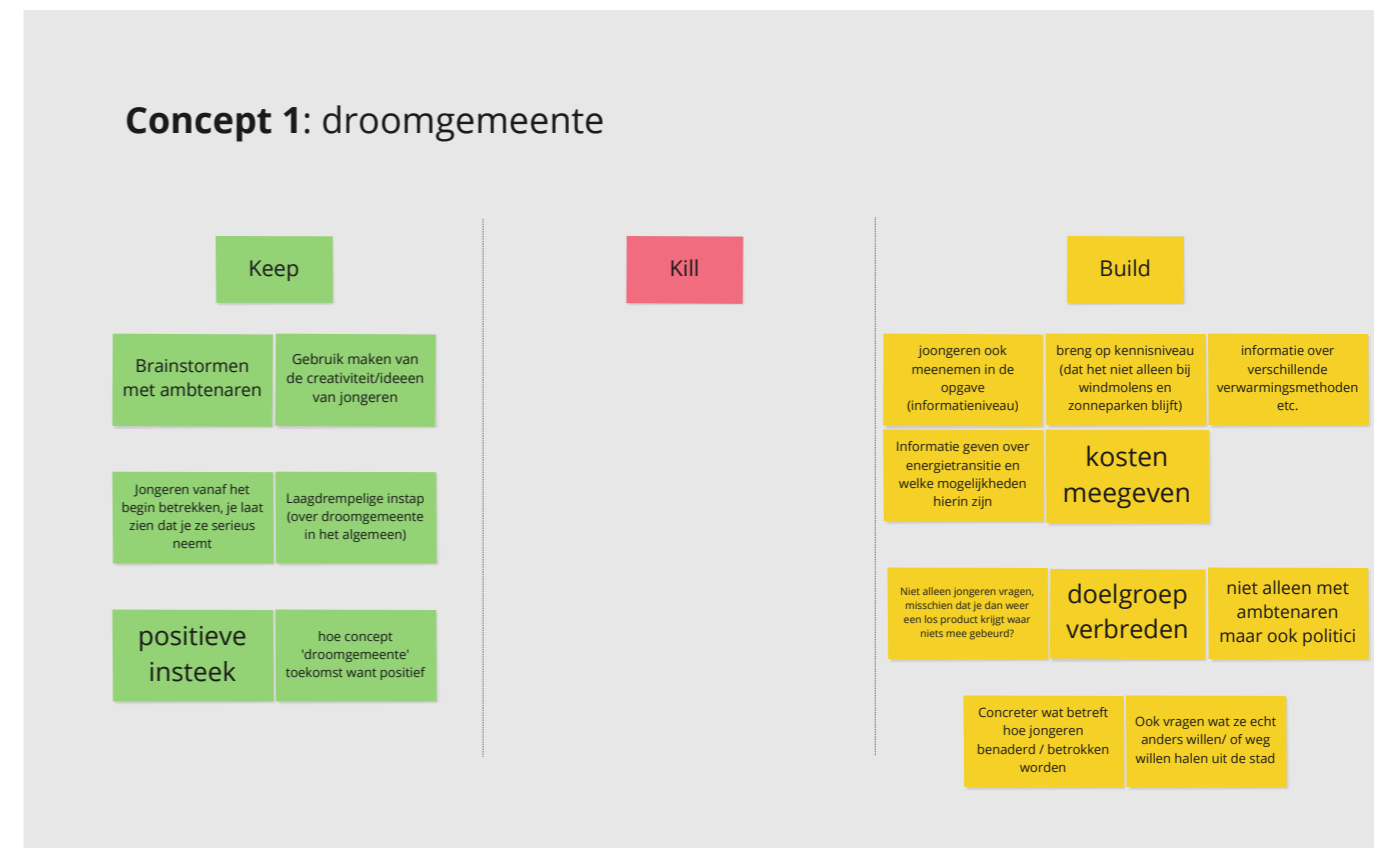 Concept 1: droomgemeente
Keep
Kill
Build
Brainstormen
met ambtenaren
Gebruik maken van
de creativiteit/ideeen
van jongeren
Jongeren vanaf het
begin betrekken, je laat
zien dat je ze serieus
neemt
Laagdrempelige instap
(over droomgemeente
in het algemeen)
positieve
insteek
hoe concept
'droomgemeente'
toekomst want positief
joongeren ook
meenemen in de
opgave
(informatieniveau)
breng op kennisniveau
(dat het niet alleen bij
windmolens en
zonneparken blijft)
informatie over
verschillende
verwarmingsmethoden
etc.
Informatie geven over
energietransitie en
welke mogelijkheden
hierin zijn
kosten
meegeven
Niet alleen jongeren vragen,
misschien dat je dan weer
een los product krijgt waar
niets mee gebeurd?
doelgroep
verbreden
niet alleen met
ambtenaren
maar ook politici
Concreter wat betreft
hoe jongeren
benaderd / betrokken
worden
Ook vragen wat ze echt
anders willen/ of weg
willen halen uit de stad